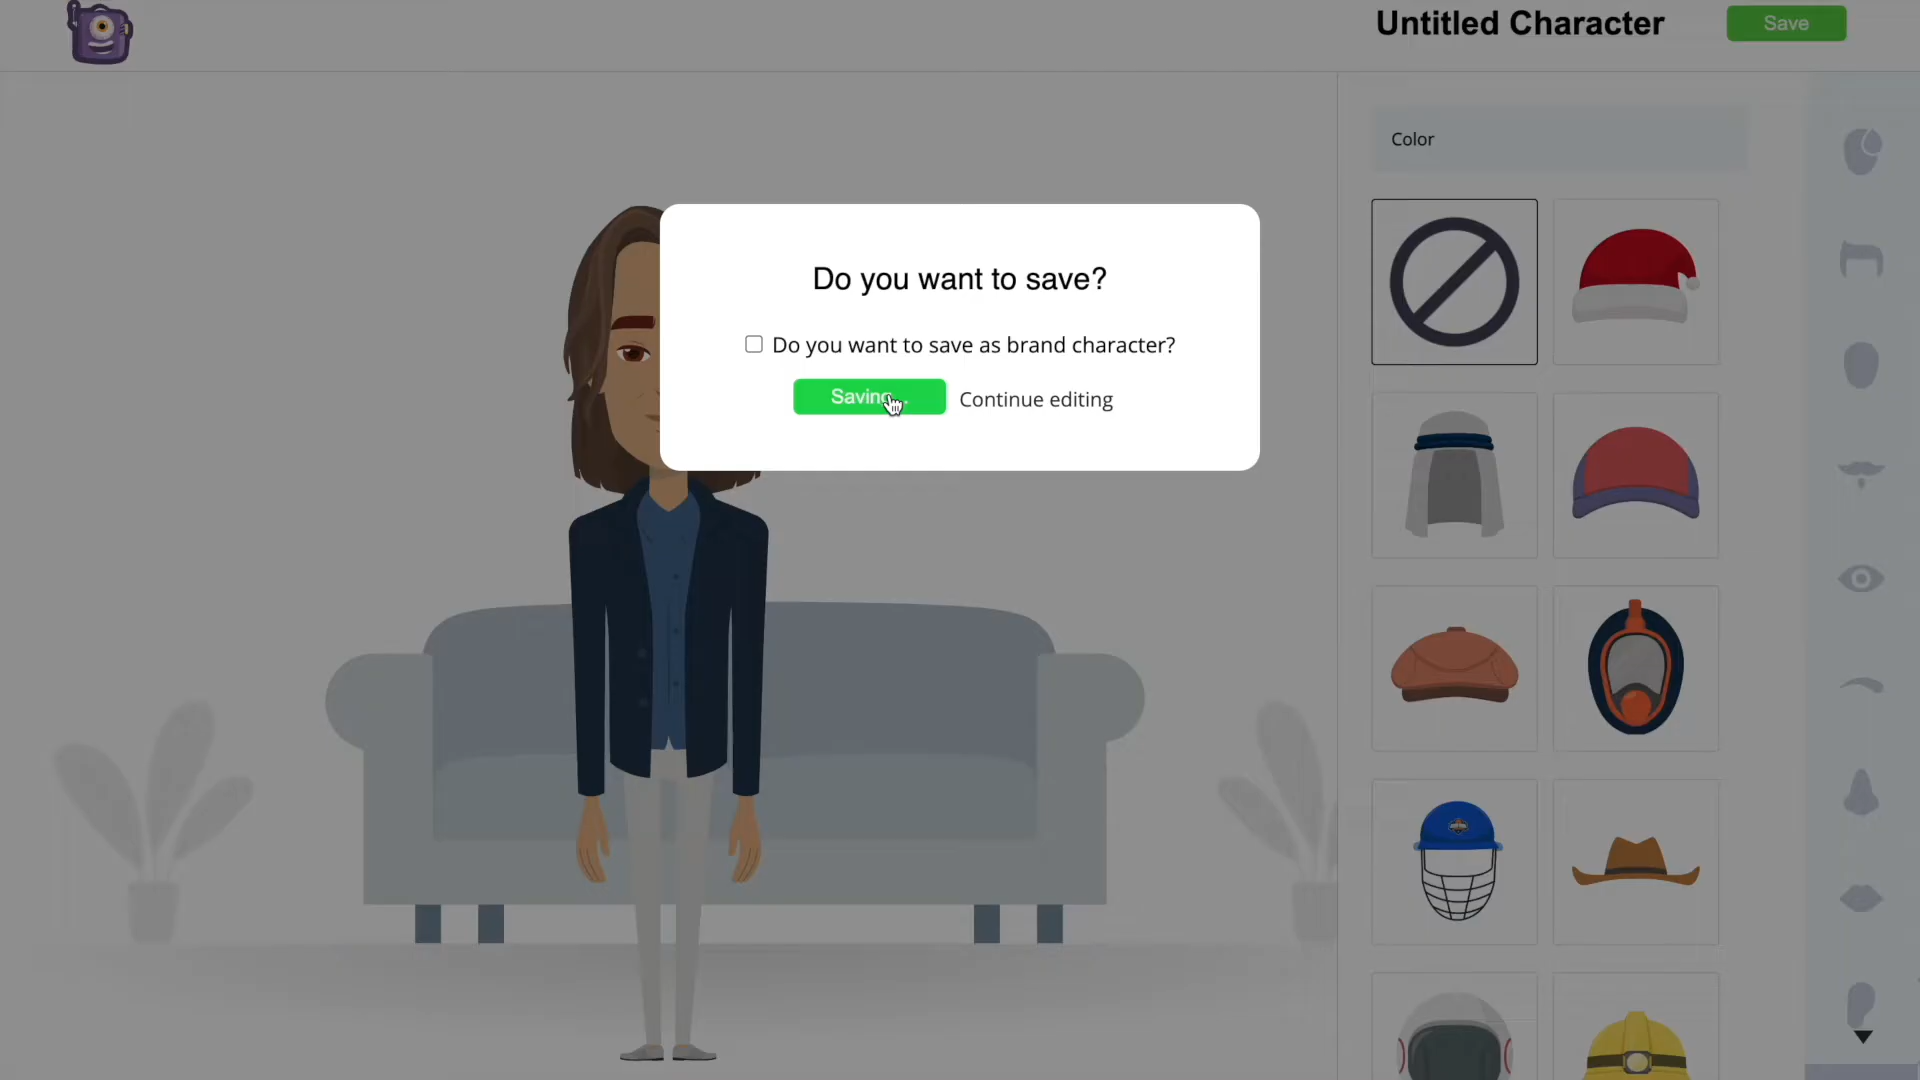 Untitled Character
Save
Color
Do you want to save?
Do you want to save as brand character?
Saving...
Continue editing